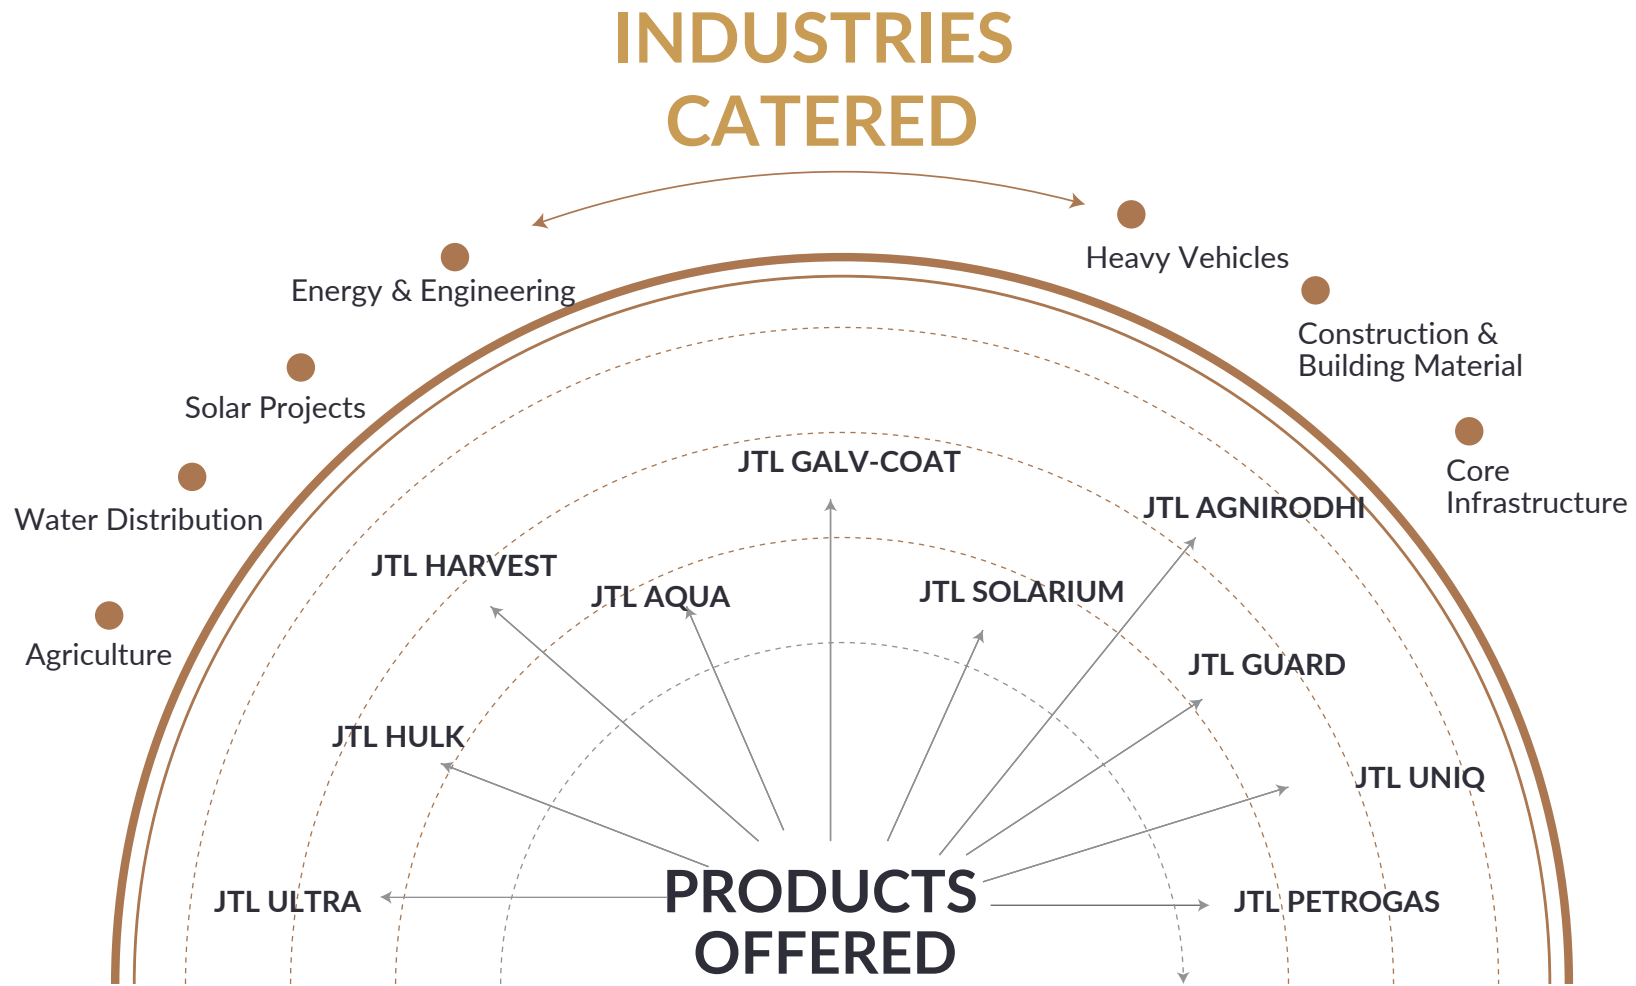 INDUSTRIES
CATERED
Heavy Vehicles
Energy & Engineering
Construction &
Building Material
Solar Projects
Core
Infrastructure
Water Distribution
Agriculture
JTL GALV-COAT
JTL AGNIRODHI
JTL HARVEST
JTL AQUA
JTL SOLARIUM
JTL GUARD
JTL HULK
JTL UNIQ
JTL ULTRA
JTL PETROGAS
PRODUCTS
OFFERED